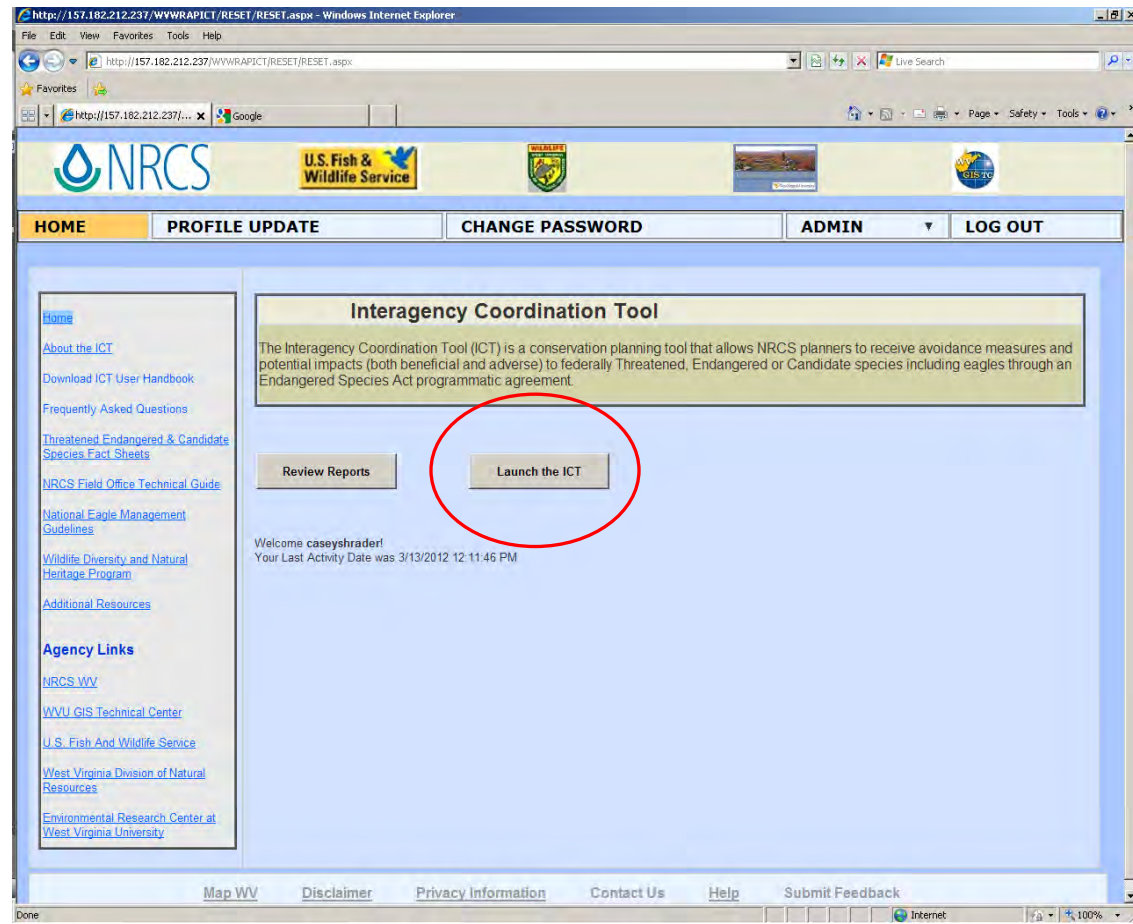 http://157.182.212.237/WVWRAPICT/RESET/RESET.aspx - Windows Internet Explorer
File Edit View Favorites Tools Help
http://157.182.212.237/WVWRAPICT/RESET/RESET.aspx
Live Search
Favorites
http://157.182.212.237/...
Google
Page Safety Tools
NRCS
U.S. Fish &
Wildlife Service
WILDLIFE
WV
GIS TC
HOME
PROFILE UPDATE
CHANGE PASSWORD
ADMIN
LOG OUT
Home
About the ICT
Download ICT User Handbook
Frequently Asked Questions
Threatened Endangered & Candidate
Species Fact Sheets
NRCS Field Office Technical Guide
National Eagle Management
Gudelines
Wildlife Diversity and Natural
Heritage Program
Additional Resources
Agency Links
NRCS WV
WVU GIS Technical Center
U.S. Fish And Wildlife Service
West Virginia Division of Natural
Resources
Environmental Research Center at
West Virginia University
Interagency Coordination Tool
The Interagency Coordination Tool (ICT) is a conservation planning tool that allows NRCS planners to receive avoidance measures and
potential impacts (both beneficial and adverse) to federally Threatened, Endangered or Candidate species including eagles through an
Endangered Species Act programmatic agreement.
Review Reports
Launch the ICT
Welcome caseyshrader!
Your Last Activity Date was 3/13/2012 12:11:46 PM
Map WV
Disclaimer
Privacy Information
Contact Us
Help
Submit Feedback
Done
Internet
100%